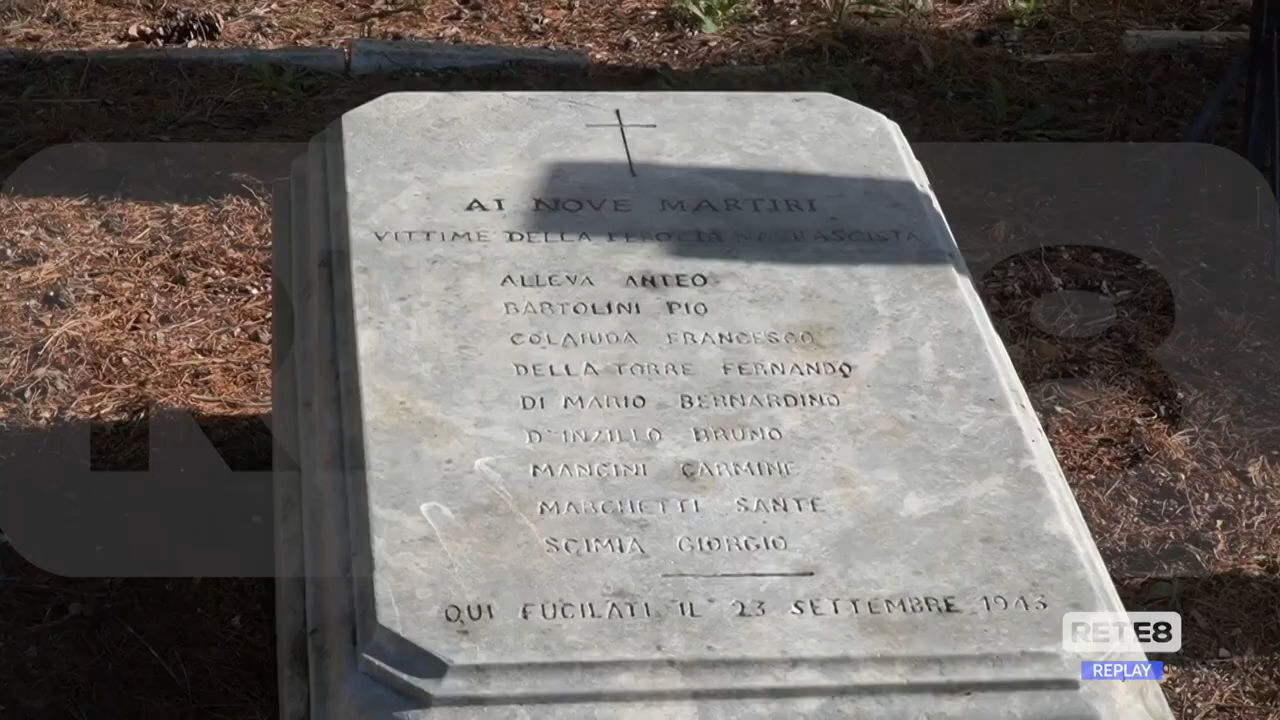 AI NOVE MARTIRI
VITTIME DELLA FEROCIA NAZIFASCISTA
ALLEVA ANTEO
BARTOLINI PIO
COLAIUDA FRANCESCO
DELLA TORRE FERNANDO
DI MARIO BERNARDINO
D'INZILLO BRUNO
MANCINI CARMINE
MARCHETTI SANTE
SCIMIA GIORGIO
QUI FUCILATI IL 23 SETTEMBRE 1943
RETE8
REPLAY